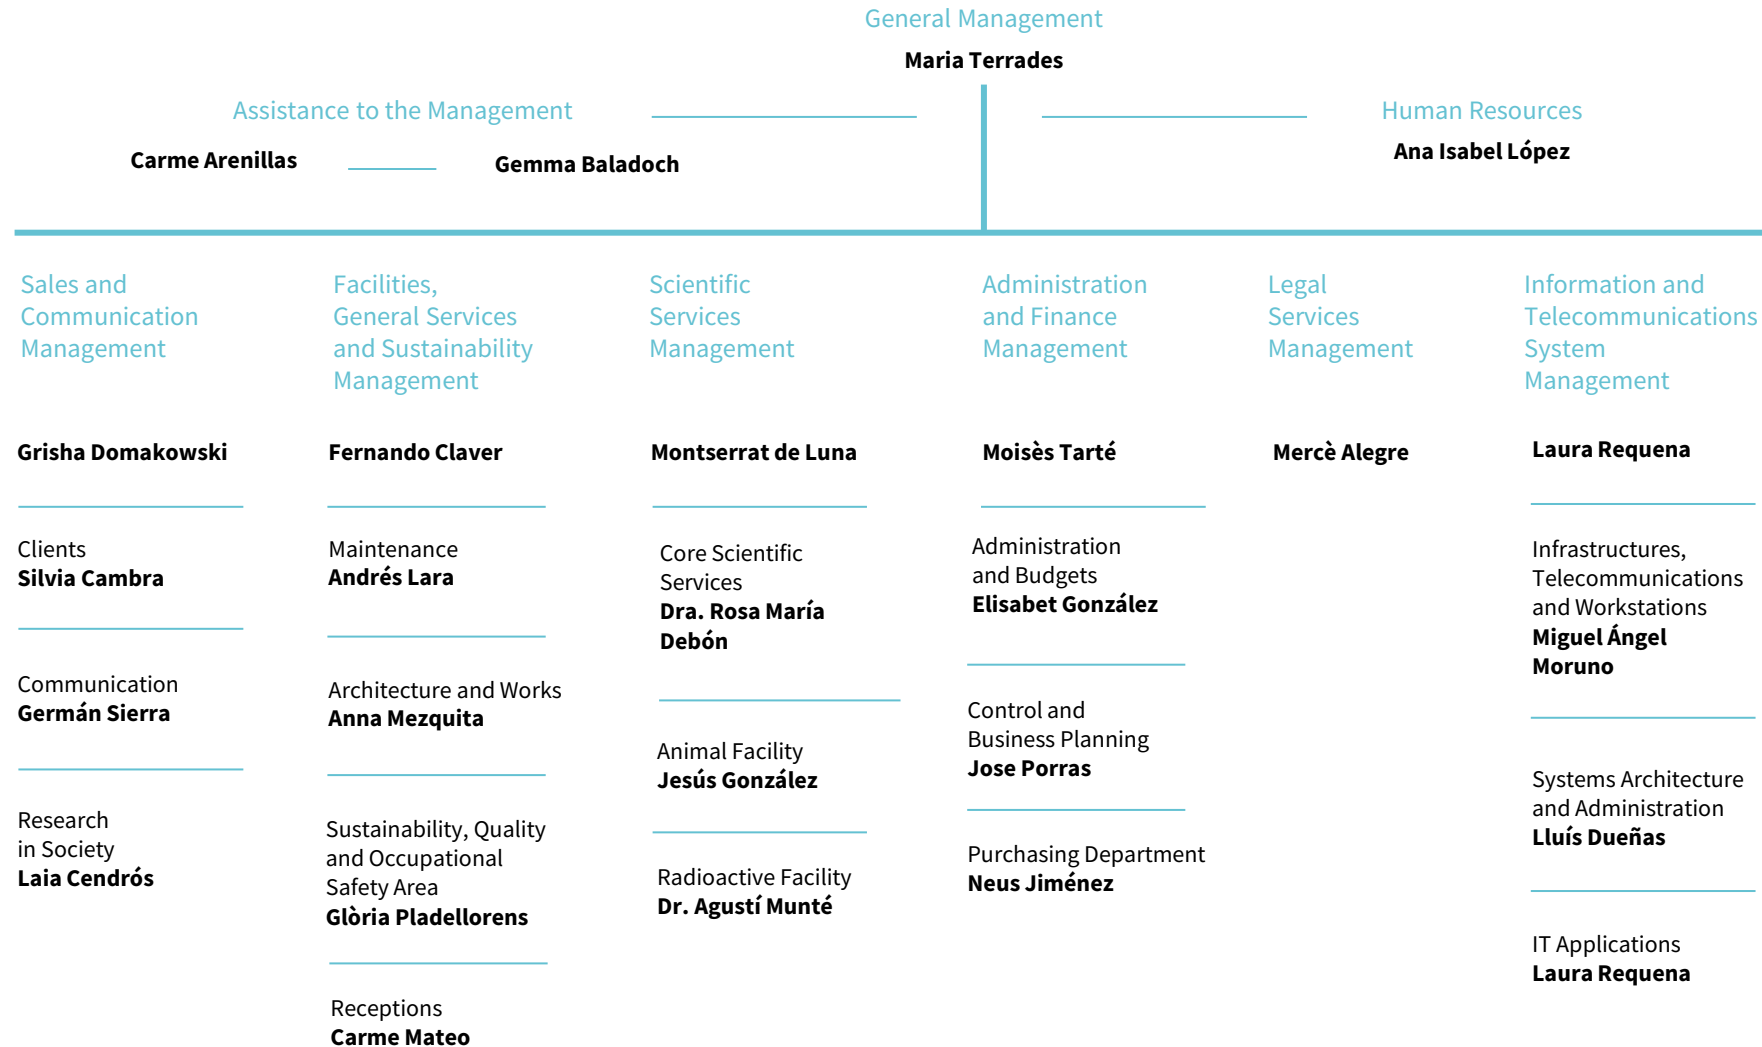 General Management
Maria Terrades
Assistance to the Management
Carme Arenillas
Gemma Baladoch
Human Resources
Ana Isabel López
Sales and
Communication
Management
Grisha Domakowski
Clients
Silvia Cambra
Communication
Germán Sierra
Research
in Society
Laia Cendrós
Facilities,
General Services
and Sustainability
Management
Fernando Claver
Maintenance
Andrés Lara
Architecture and Works
Anna Mezquita
Sustainability, Quality
and Occupational
Safety Area
Glòria Pladellorens
Receptions
Carme Mateo
Scientific
Services
Management
Montserrat de Luna
Core Scientific
Services
Dra. Rosa María
Debón
Animal Facility
Jesús González
Radioactive Facility
Dr. Agustí Munté
Administration
and Finance
Management
Moisès Tarté
Administration
and Budgets
Elisabet González
Control and
Business Planning
Jose Porras
Purchasing Department
Neus Jiménez
Legal
Services
Management
Mercè Alegre
Information and
Telecommunications
System
Management
Laura Requena
Infrastructures,
Telecommunications
and Workstations
Miguel Ángel
Moruno
Systems Architecture
and Administration
Lluís Dueñas
IT Applications
Laura Requena